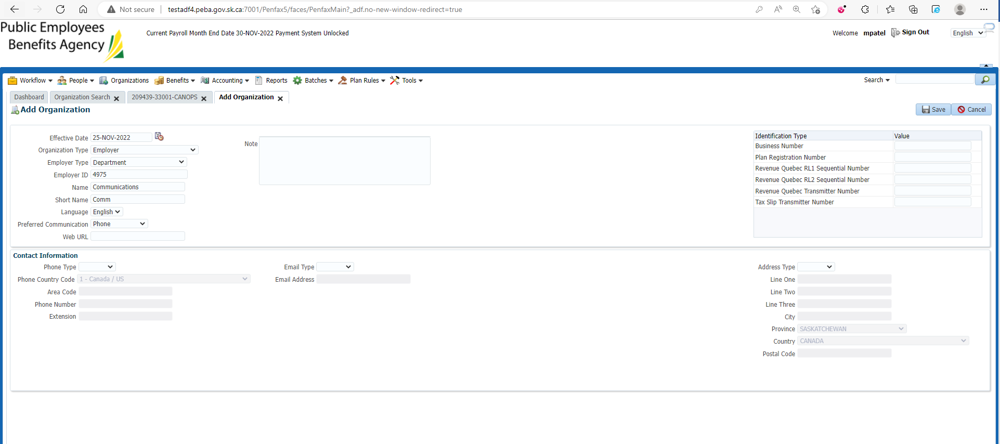 Not secure
testadf4.peba.gov.sk.ca:7001/Penfax5/faces/PenfaxMain?_adf.no-new-window-redirect=true
Public Employees
Benefits Agency
Current Payroll Month End Date 30-NOV-2022 Payment System Unlocked
Welcome mpatel Sign Out English
Workflow People Organizations Benefits Accounting Reports Batches Plan Rules Tools Search
Dashboard Organization Search 209439-33001-CANOPS Add Organization
Add Organization Save Cancel
Effective Date 25-NOV-2022
Organization Type Employer
Employer Type Department
Employer ID 4975
Name Communications
Short Name Comm
Language English
Preferred Communication Phone
Web URL
Note
Identification Type Value
Business Number
Plan Registration Number
Revenue Quebec RL1 Sequential Number
Revenue Quebec RL2 Sequential Number
Revenue Quebec Transmitter Number
Tax Slip Transmitter Number
Contact Information
Phone Type
Phone Country Code 1 - Canada / US
Area Code
Phone Number
Extension
Email Type
Email Address
Address Type
Line One
Line Two
Line Three
City
Province SASKATCHEWAN
Country CANADA
Postal Code